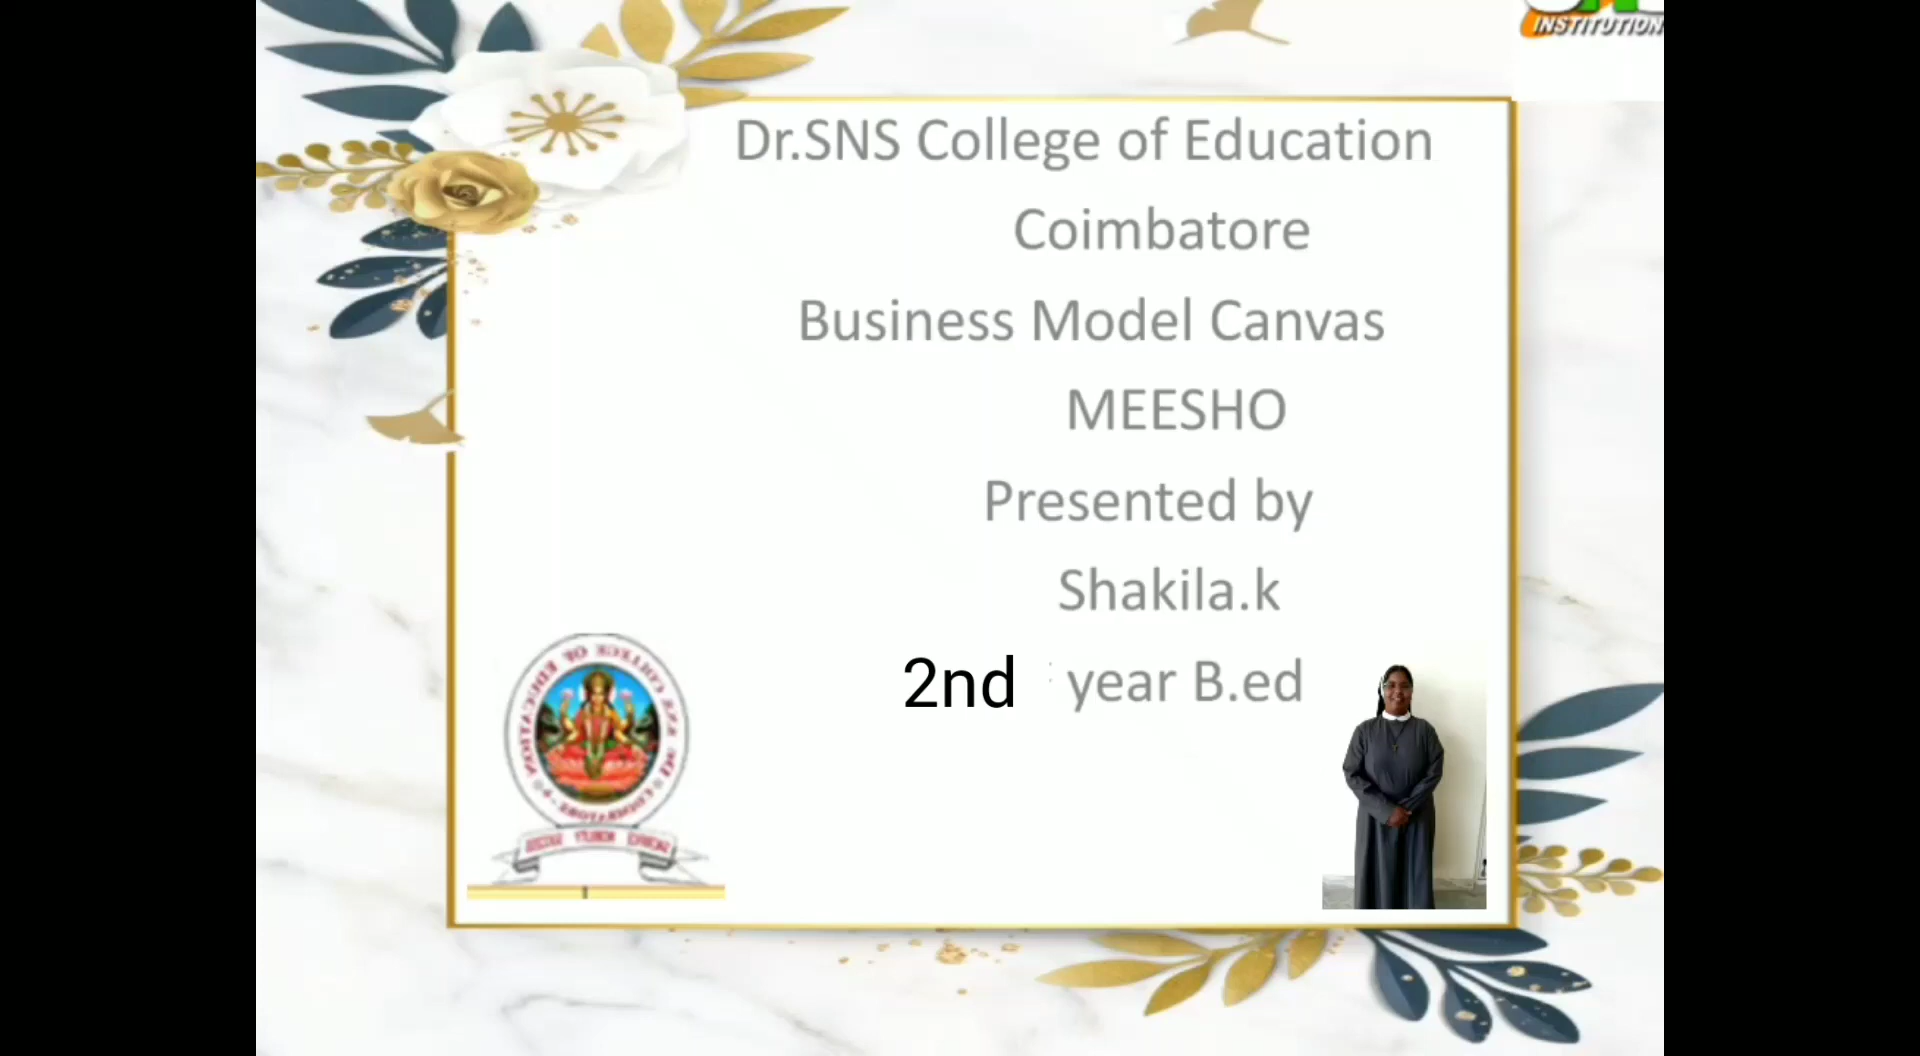 INSTITUTION
Dr.SNS College of Education
Coimbatore
Business Model Canvas
MEESHO
Presented by
Shakila.k
2nd year B.ed